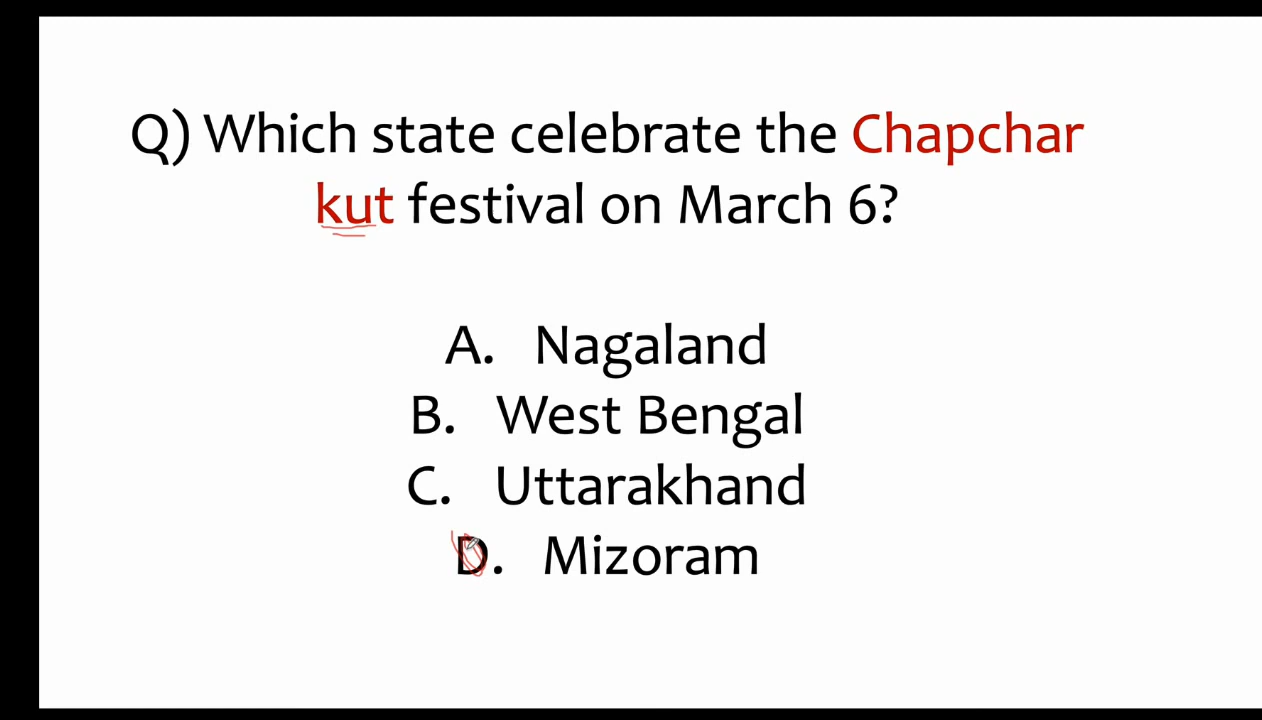 Q) Which state celebrate the Chapchar
kut festival on March 6?
A. Nagaland
B. West Bengal
C. Uttarakhand
D. Mizoram